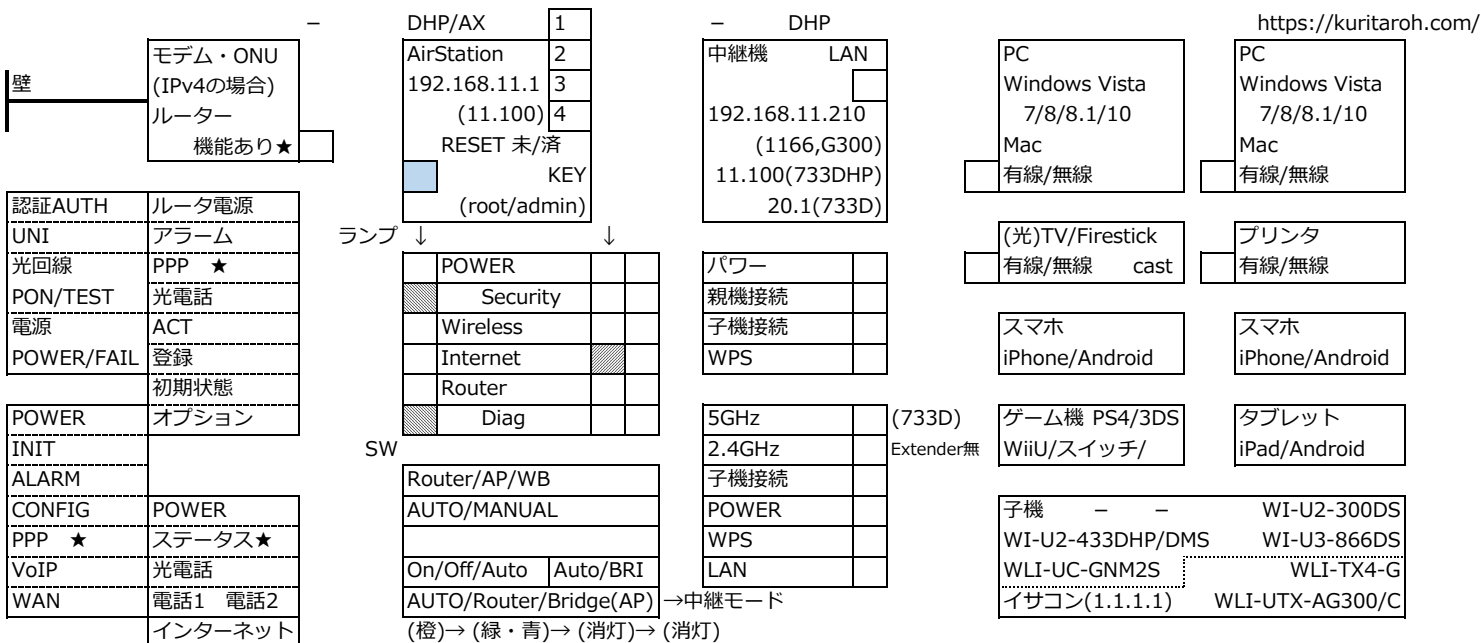 － DHP/AX 1 － DHP https://kuritaroh.com/
モデム・ONU AirStation 2 中継機 LAN PC PC
壁 (IPv4の場合) 192.168.11.1 3 Windows Vista Windows Vista
ルーター (11.100) 4 192.168.11.210 7/8/8.1/10 7/8/8.1/10
機能あり★ RESET 未/済 (1166,G300) Mac Mac
KEY 11.100(733DHP) 有線/無線 有線/無線
認証AUTH ルータ電源 (root/admin) 20.1(733D)
UNI アラーム ランプ ↓ ↓ (光)TV/Firestick プリンタ
光回線 PPP ★ POWER パワー 有線/無線 cast 有線/無線
PON/TEST 光電話 Security 親機接続
電源 ACT Wireless 子機接続 スマホ スマホ
POWER/FAIL 登録 Internet WPS iPhone/Android iPhone/Android
初期状態 Router
POWER オプション Diag 5GHz (733D) ゲーム機 PS4/3DS タブレット
INIT SW 2.4GHz Extender無 WiiU/スイッチ/ iPad/Android
ALARM Router/AP/WB 子機接続
CONFIG POWER AUTO/MANUAL POWER 子機 － － WI-U2-300DS
PPP ★ ステータス★ WPS WI-U2-433DHP/DMS WI-U3-866DS
VoIP 光電話 On/Off/Auto Auto/BRI LAN WLI-UC-GNM2S WLI-TX4-G
WAN 電話1 電話2 AUTO/Router/Bridge(AP) →中継モード イサコン(1.1.1.1) WLI-UTX-AG300/C
インターネット (橙)→ (緑・青)→ (消灯)→ (消灯)